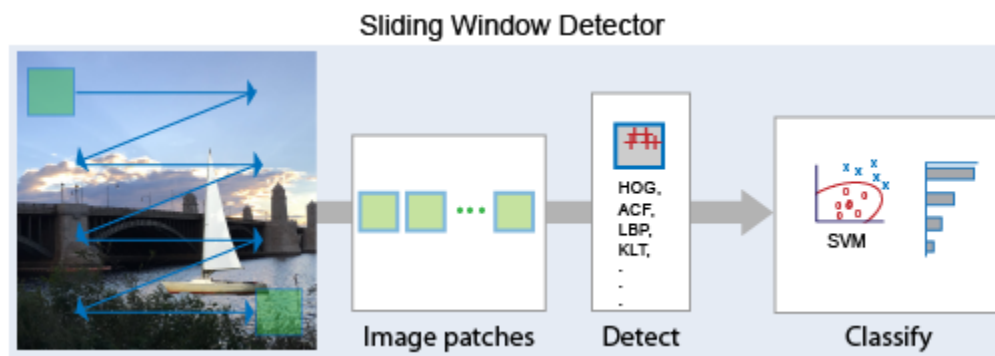 Sliding Window Detector
HOG,
ACF,
LBP,
KLT,
.
.
.
SVM
Image patches
Detect
Classify